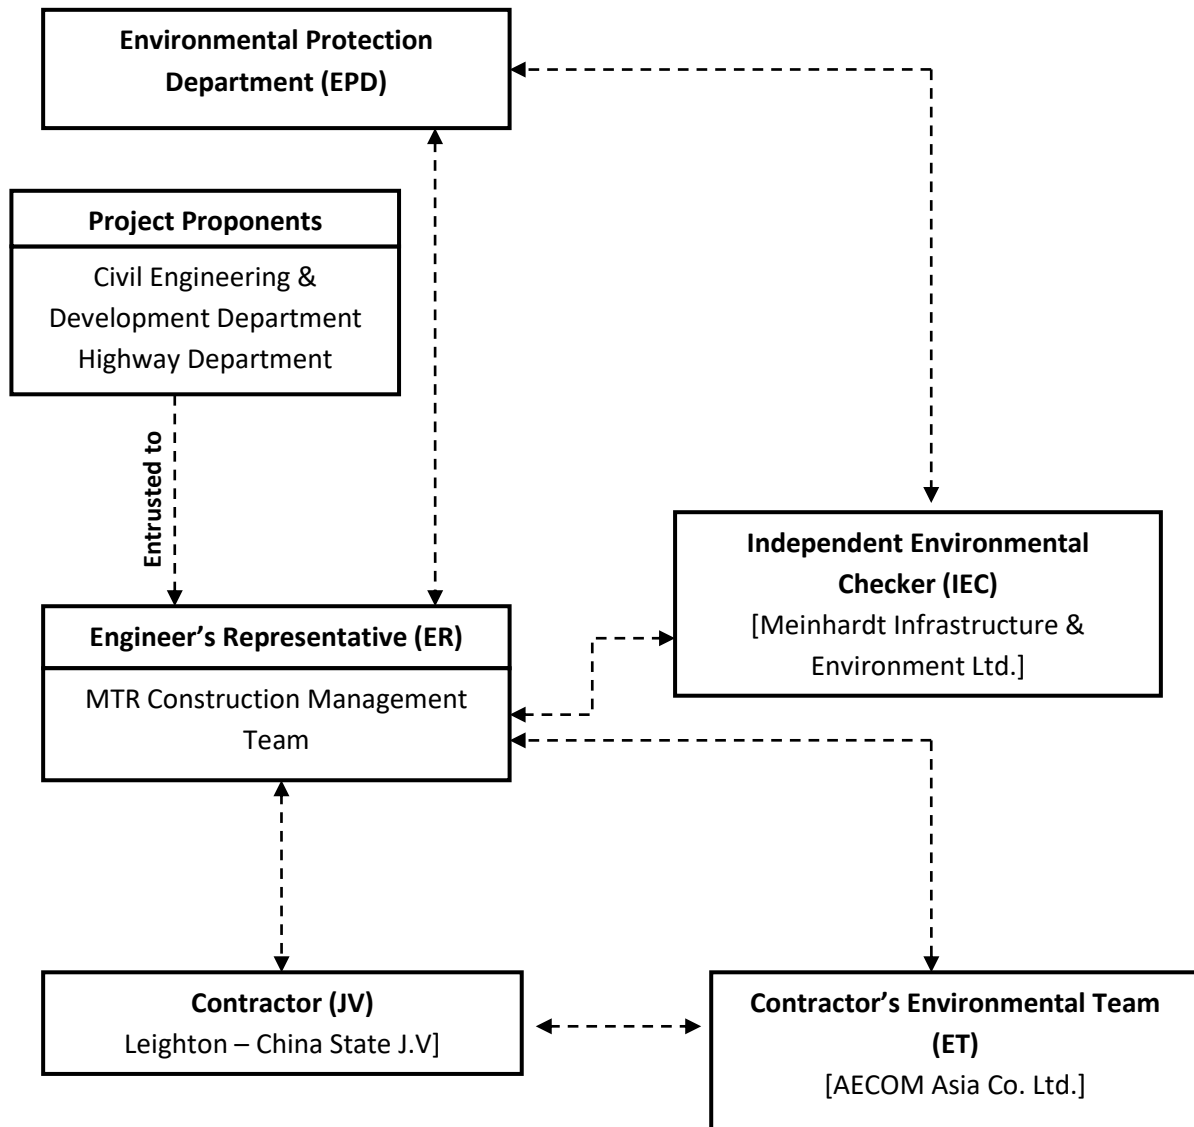 Environmental Protection
Department (EPD)
Project Proponents
Civil Engineering &
Development Department
Highway Department
Entrusted to
Independent Environmental
Checker (IEC)
[Meinhardt Infrastructure &
Environment Ltd.]
Engineer’s Representative (ER)
MTR Construction Management
Team
Contractor (JV)
Leighton – China State J.V]
Contractor’s Environmental Team
(ET)
[AECOM Asia Co. Ltd.]